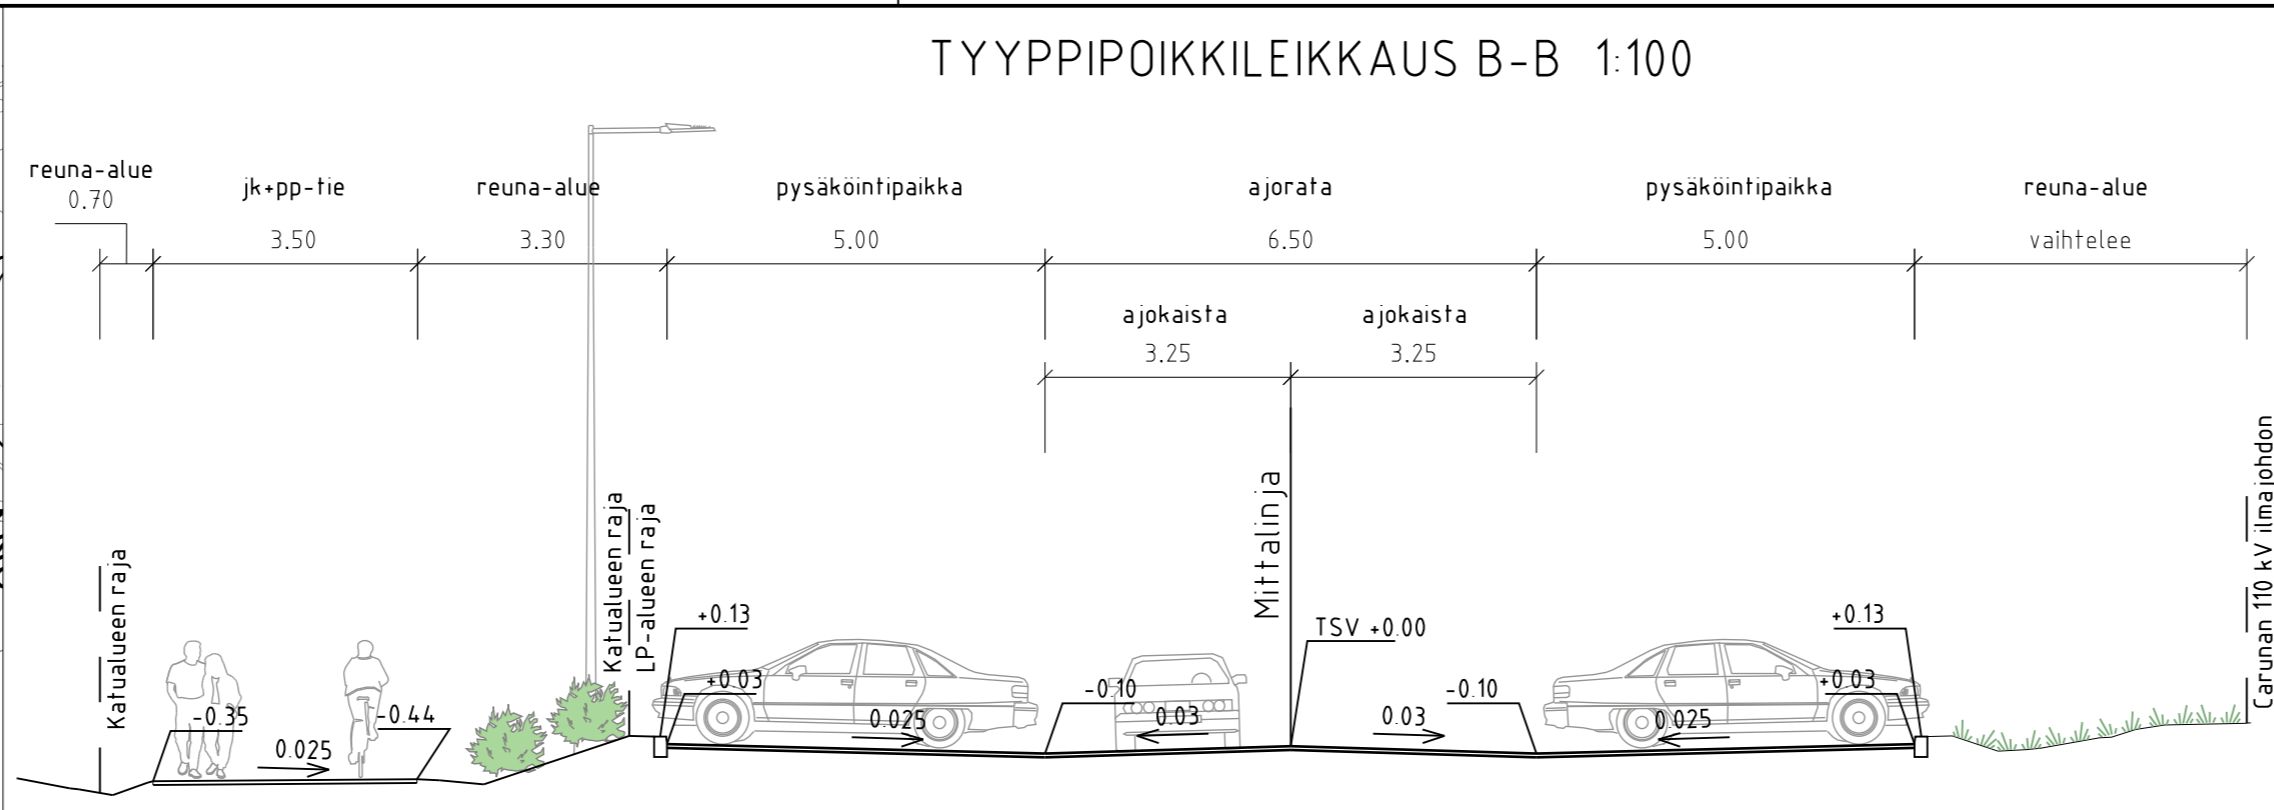 TYYPPIPOIKKILEIKKAUS B-B 1:100
reuna-alue
0.70
jk+pp-tie
3.50
reuna-alue
3.30
pysäköintipaikka
5.00
ajorata
6.50
pysäköintipaikka
5.00
reuna-alue
vaihtelee
ajokaista
3.25
ajokaista
3.25
Katualueen raja
-0.35
0.025
-0.44
Katualueen raja
LP-alueen raja
+0.13
+0.03
0.025
-0.10
0.03
Mittalinja
TSV +0.00
0.03
-0.10
0.025
+0.13
+0.03
Carunan 110 kV ilmajohdon